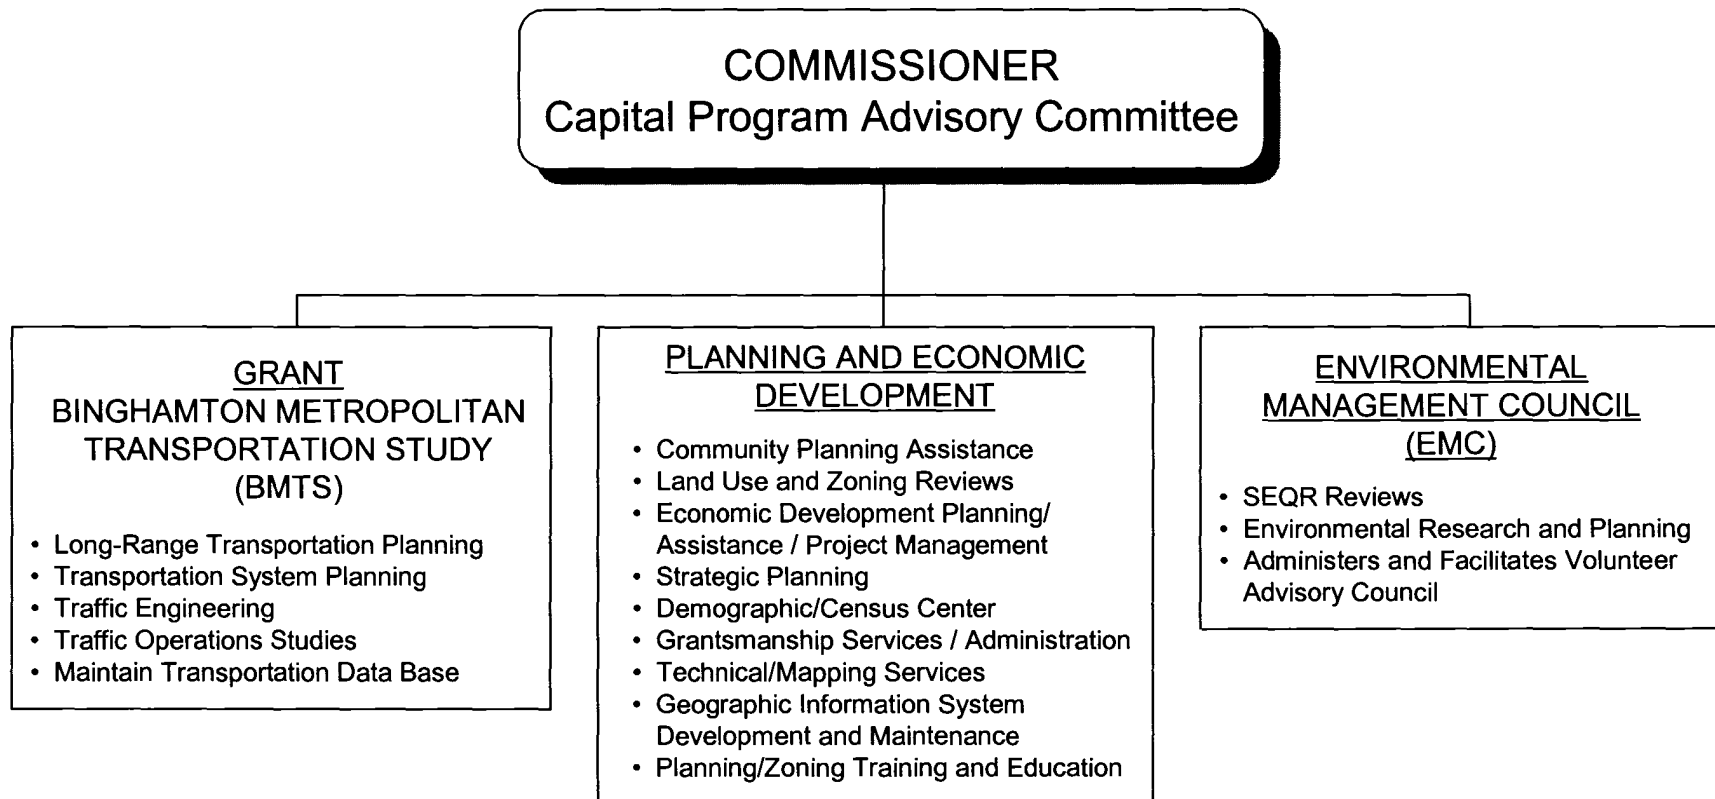 COMMISSIONER
Capital Program Advisory Committee
GRANT
BINGHAMTON METROPOLITAN
TRANSPORTATION STUDY
(BMTS)
• Long-Range Transportation Planning
• Transportation System Planning
• Traffic Engineering
• Traffic Operations Studies
• Maintain Transportation Data Base
PLANNING AND ECONOMIC
DEVELOPMENT
• Community Planning Assistance
• Land Use and Zoning Reviews
• Economic Development Planning/
Assistance / Project Management
• Strategic Planning
• Demographic/Census Center
• Grantsmanship Services / Administration
• Technical/Mapping Services
• Geographic Information System
Development and Maintenance
• Planning/Zoning Training and Education
ENVIRONMENTAL
MANAGEMENT COUNCIL
(EMC)
• SEQR Reviews
• Environmental Research and Planning
• Administers and Facilitates Volunteer
Advisory Council